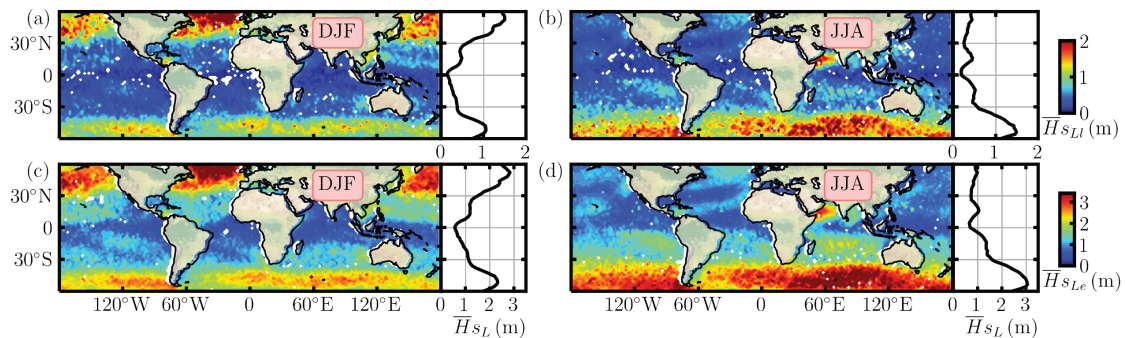 (a) DJF (b) JJA
30°N 0 30°S
0 1 2 0 1 2
2 1 0
H̅s_Ll (m)
(c) DJF (d) JJA
30°N 0 30°S
3 2 1 0
H̅s_Le (m)
120°W 60°W 0 60°E 120°E 0 1 2 3 120°W 60°W 0 60°E 120°E 0 1 2 3
H̅s_L (m) H̅s_L (m)